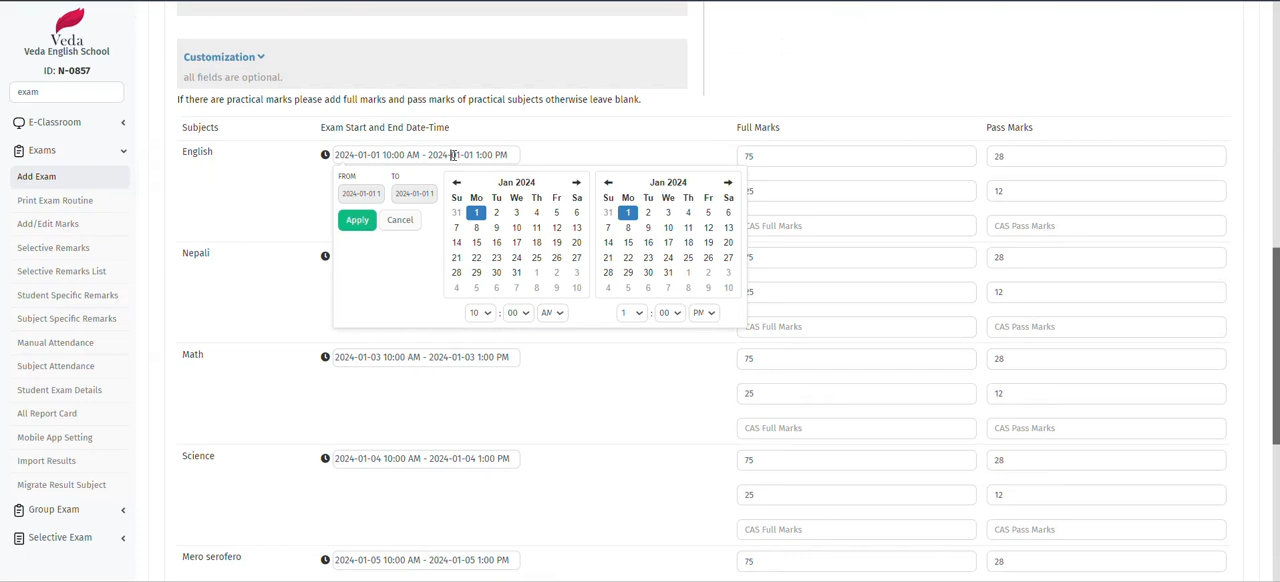 Veda
Veda English School
ID: N-0857
exam
E-Classroom
Exams
Add Exam
Print Exam Routine
Add/Edit Marks
Selective Remarks
Selective Remarks List
Student Specific Remarks
Subject Specific Remarks
Manual Attendance
Subject Attendance
Student Exam Details
All Report Card
Mobile App Setting
Import Results
Migrate Result Subject
Group Exam
Selective Exam
Customization
all fields are optional.
If there are practical marks please add full marks and pass marks of practical subjects otherwise leave blank.
Subjects Exam Start and End Date-Time Full Marks Pass Marks
English 2024-01-01 10:00 AM - 2024-01-01 1:00 PM 75 28
FROM TO
2024-01-01 1 2024-01-01 1
Apply Cancel
Jan 2024
Su Mo Tu We Th Fr Sa
31 1 2 3 4 5 6
7 8 9 10 11 12 13
14 15 16 17 18 19 20
21 22 23 24 25 26 27
28 29 30 31 1 2 3
4 5 6 7 8 9 10
10 : 00 AM
Jan 2024
Su Mo Tu We Th Fr Sa
31 1 2 3 4 5 6
7 8 9 10 11 12 13
14 15 16 17 18 19 20
21 22 23 24 25 26 27
28 29 30 31 1 2 3
4 5 6 7 8 9 10
1 : 00 PM
25 12
CAS Full Marks CAS Pass Marks
Nepali 75 28
25 12
CAS Full Marks CAS Pass Marks
Math 2024-01-03 10:00 AM - 2024-01-03 1:00 PM 75 28
25 12
CAS Full Marks CAS Pass Marks
Science 2024-01-04 10:00 AM - 2024-01-04 1:00 PM 75 28
25 12
CAS Full Marks CAS Pass Marks
Mero serofero 2024-01-05 10:00 AM - 2024-01-05 1:00 PM 75 28